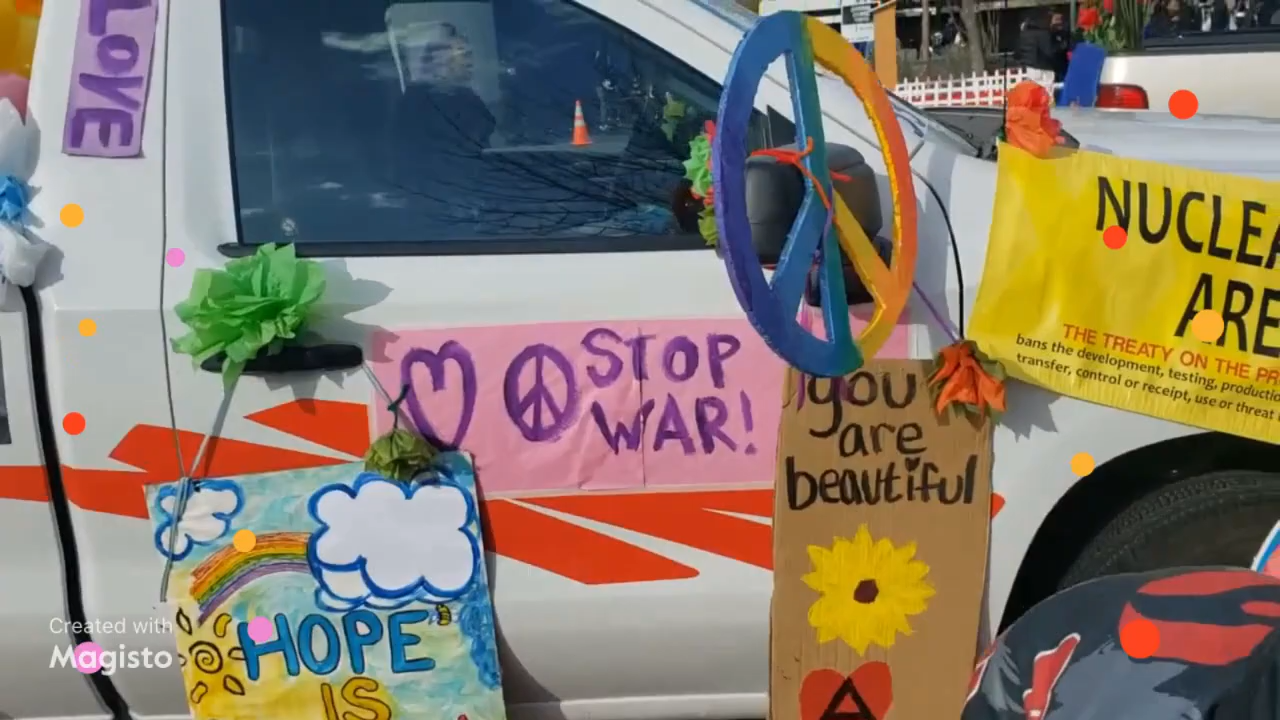 LOVE
STOP
WAR!
you
are
beautiful
A
HOPE
IS
NUCLEA
ARE
THE TREATY ON THE PR
bans the development, testing, productio
transfer, control or receipt, use or threat
Created with
Magisto